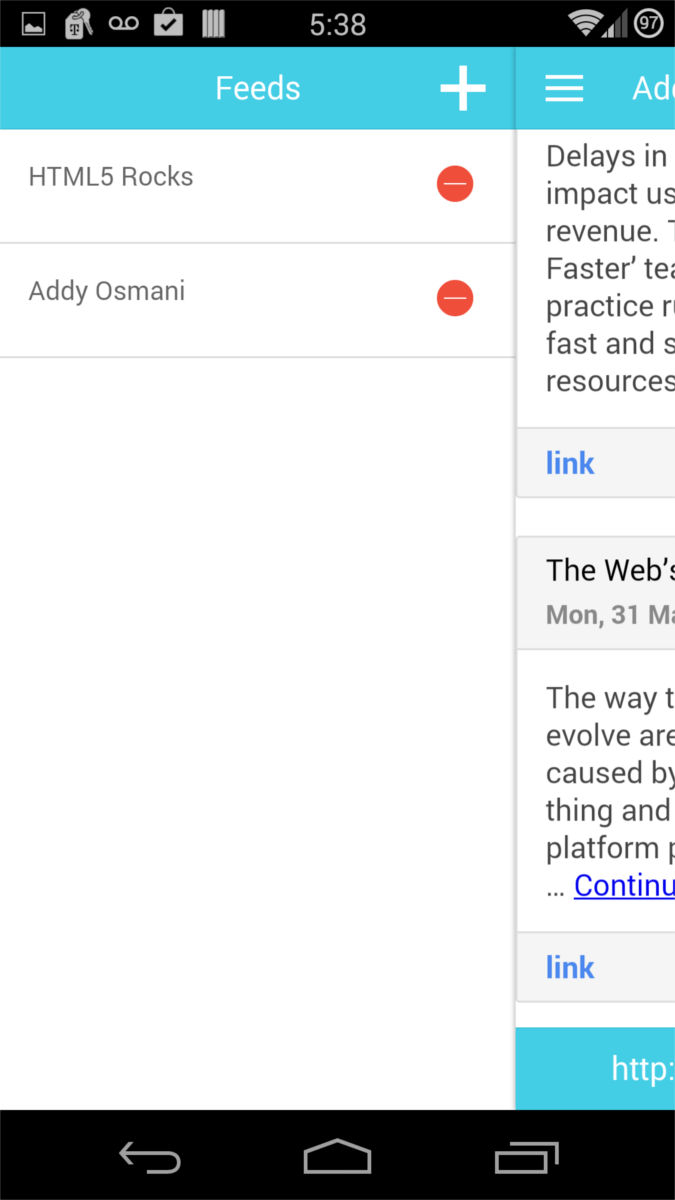 5:38
97
Feeds
HTML5 Rocks
Addy Osmani
Delays in
impact us
revenue.
Faster’ tea
practice
fast and s
resources
link
The Web’s
Mon, 31 Ma
The way t
evolve are
caused by
thing and
platform p
… Continu
link
http: